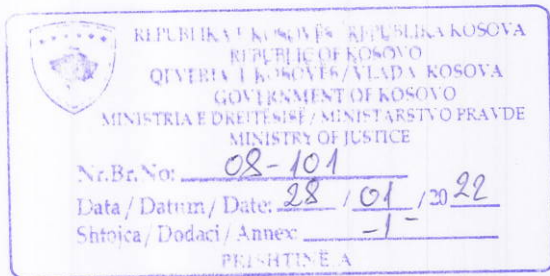 REPUBLIKA E KOSOVËS REPUBLIKA KOSOVA
REPUBLIC OF KOSOVO
QEVERIA E KOSOVËS / VLADA KOSOVA
GOVERNMENT OF KOSOVO
MINISTRIA E DREJTËSISË / MINISTARSTVO PRAVDE
MINISTRY OF JUSTICE
Nr.Br.No: 08-101
Data / Datum / Date: 28 / 01 / 2022
Shtojca / Dodaci / Annex: -1-
PRISHTINË A